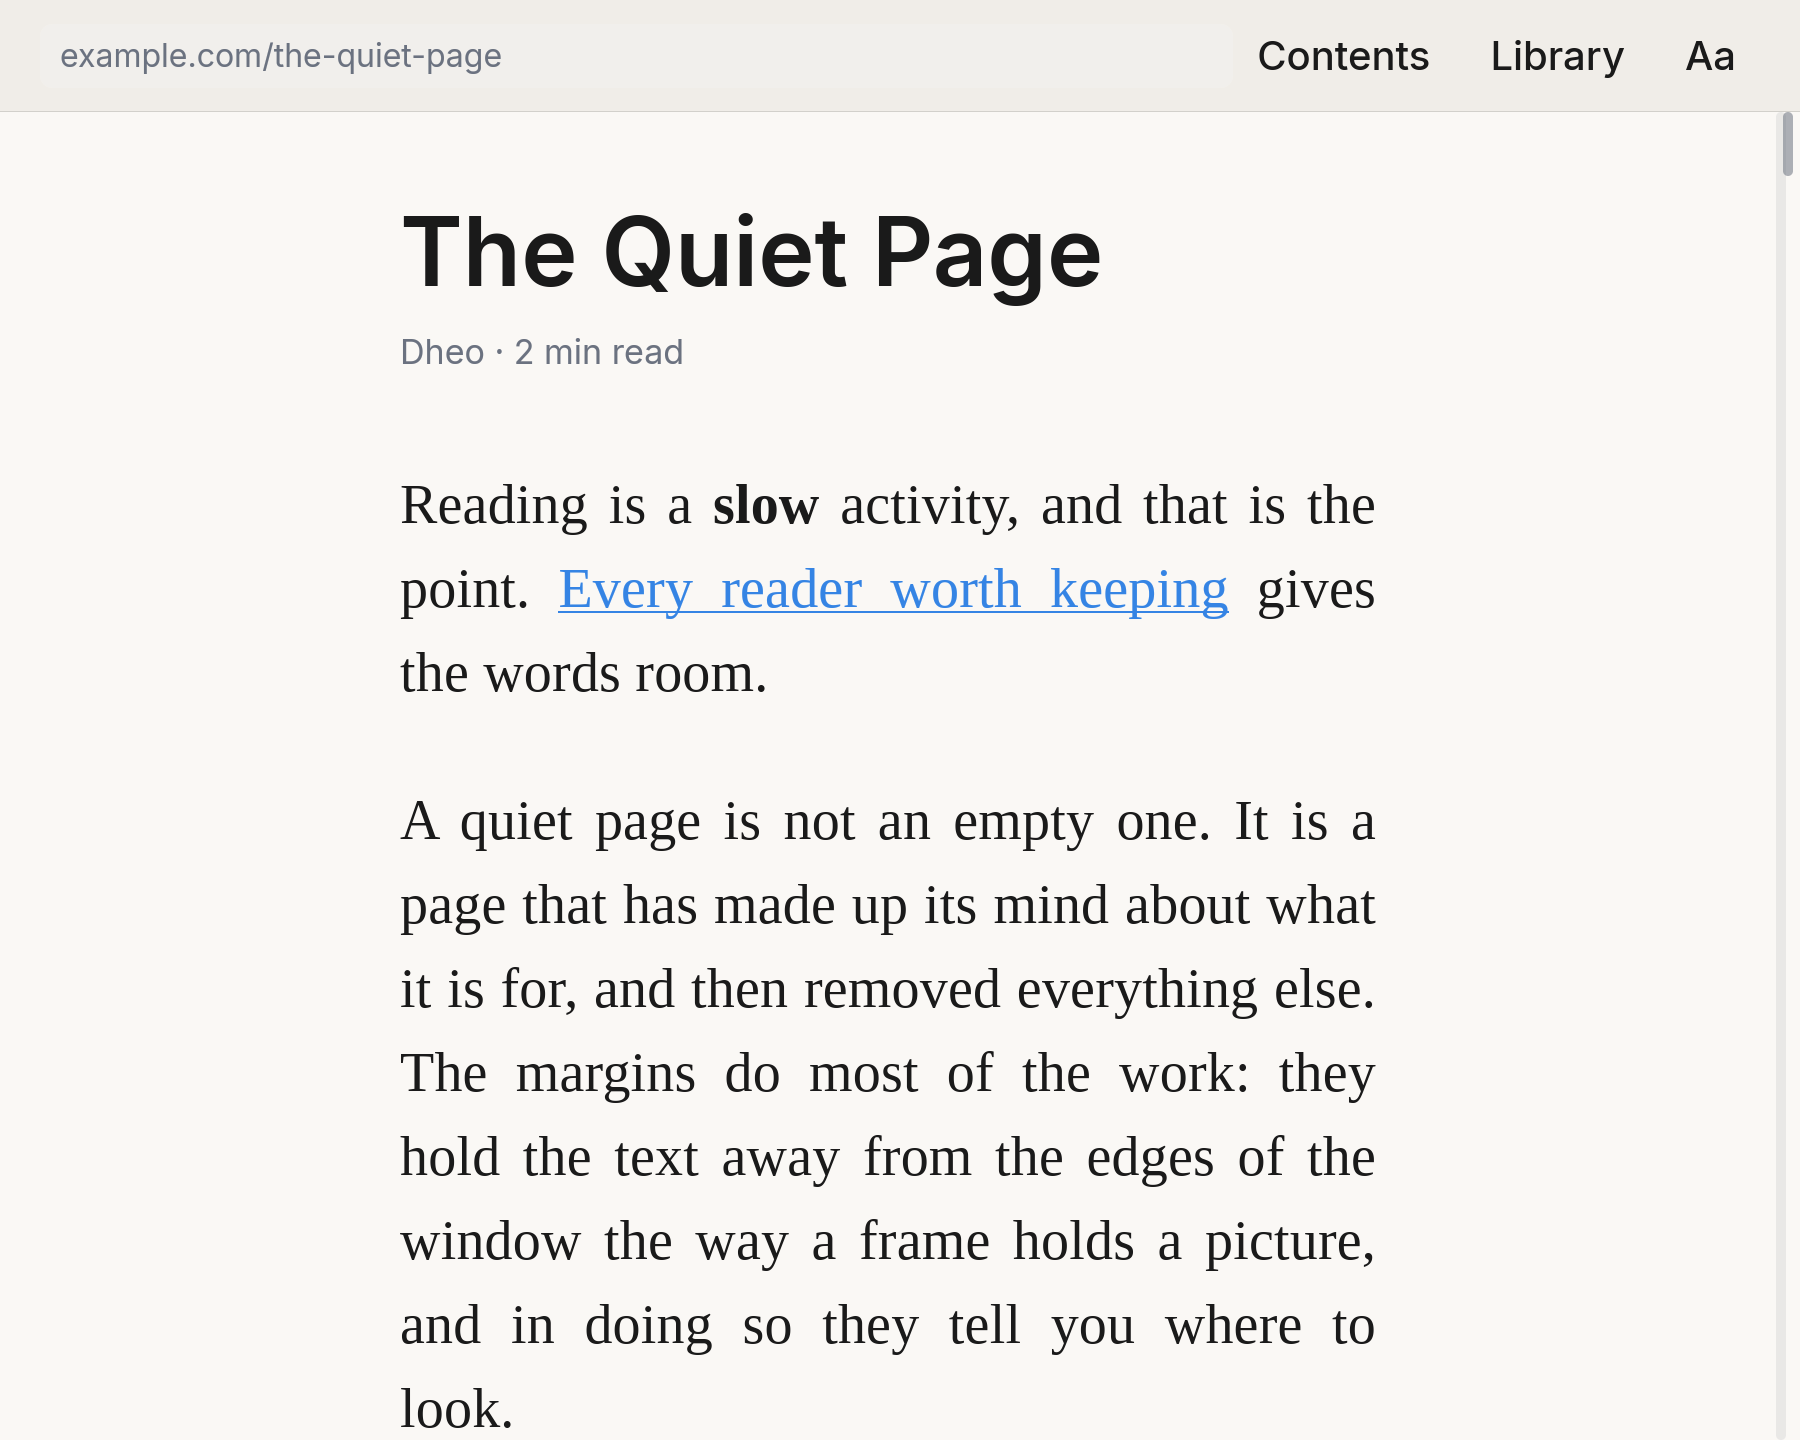 example.com/the-quiet-page
Contents
Library
Aa
The Quiet Page
Dheo · 2 min read
Reading is a slow activity, and that is the
point. Every reader worth keeping gives
the words room.
A quiet page is not an empty one. It is a
page that has made up its mind about what
it is for, and then removed everything else.
The margins do most of the work: they
hold the text away from the edges of the
window the way a frame holds a picture,
and in doing so they tell you where to
look.